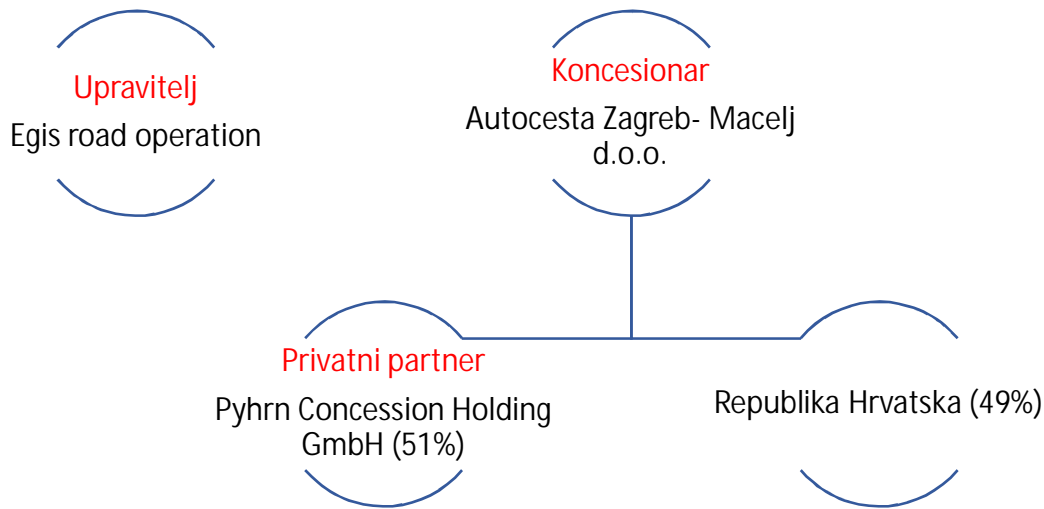 Upravitelj
Egis road operation
Koncesionar
Autocesta Zagreb- Macelj
d.o.o.
Privatni partner
Pyhrn Concession Holding
GmbH (51%)
Republika Hrvatska (49%)